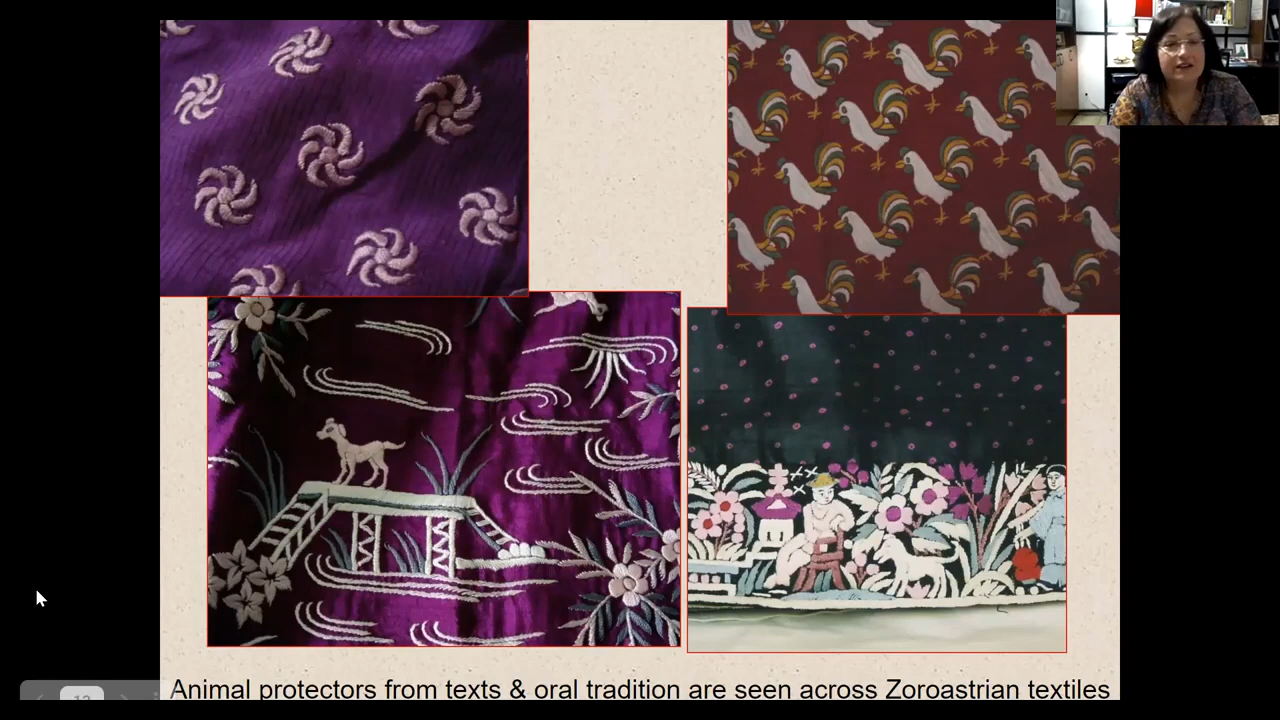 Animal protectors from texts & oral tradition are seen across Zoroastrian textiles